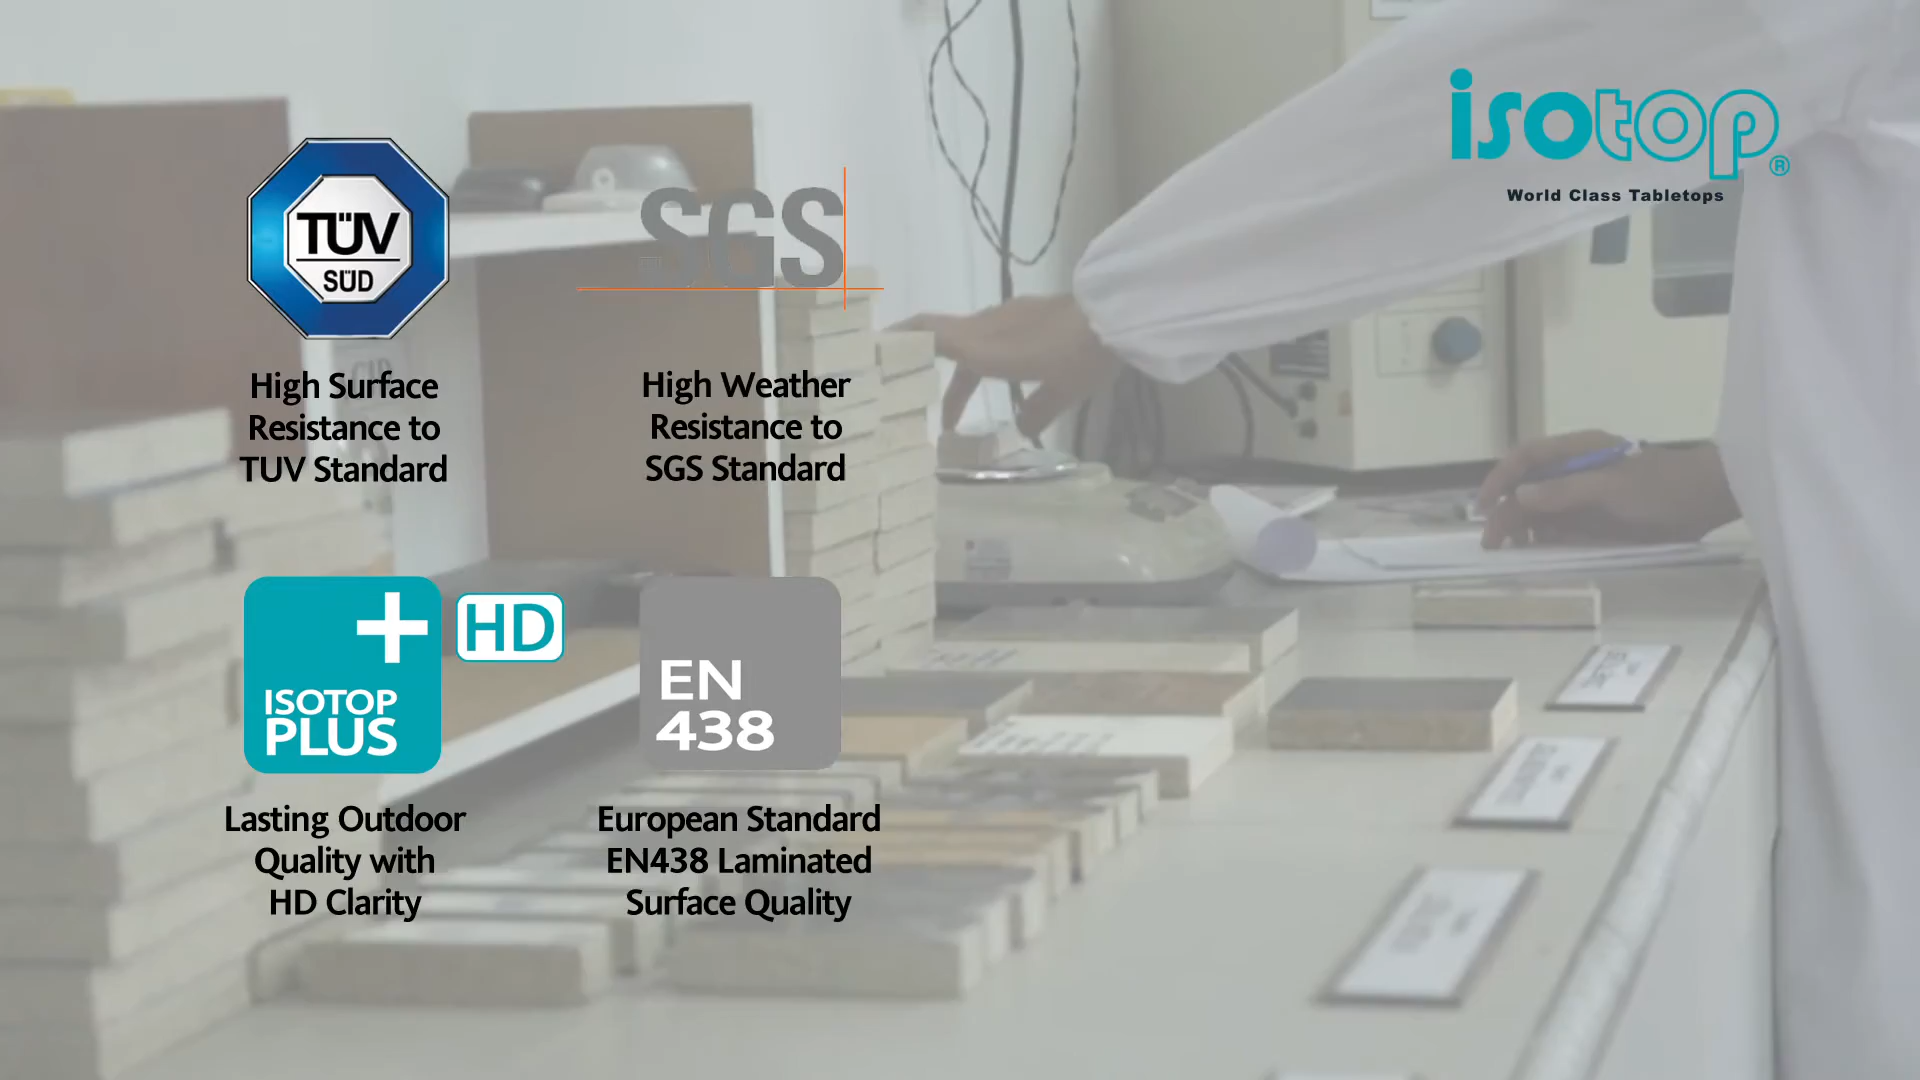 isotop®
World Class Tabletops
TÜV
SÜD
SGS
High Surface
Resistance to
TUV Standard
High Weather
Resistance to
SGS Standard
+
HD
ISOTOP
PLUS
EN
438
Lasting Outdoor
Quality with
HD Clarity
European Standard
EN438 Laminated
Surface Quality